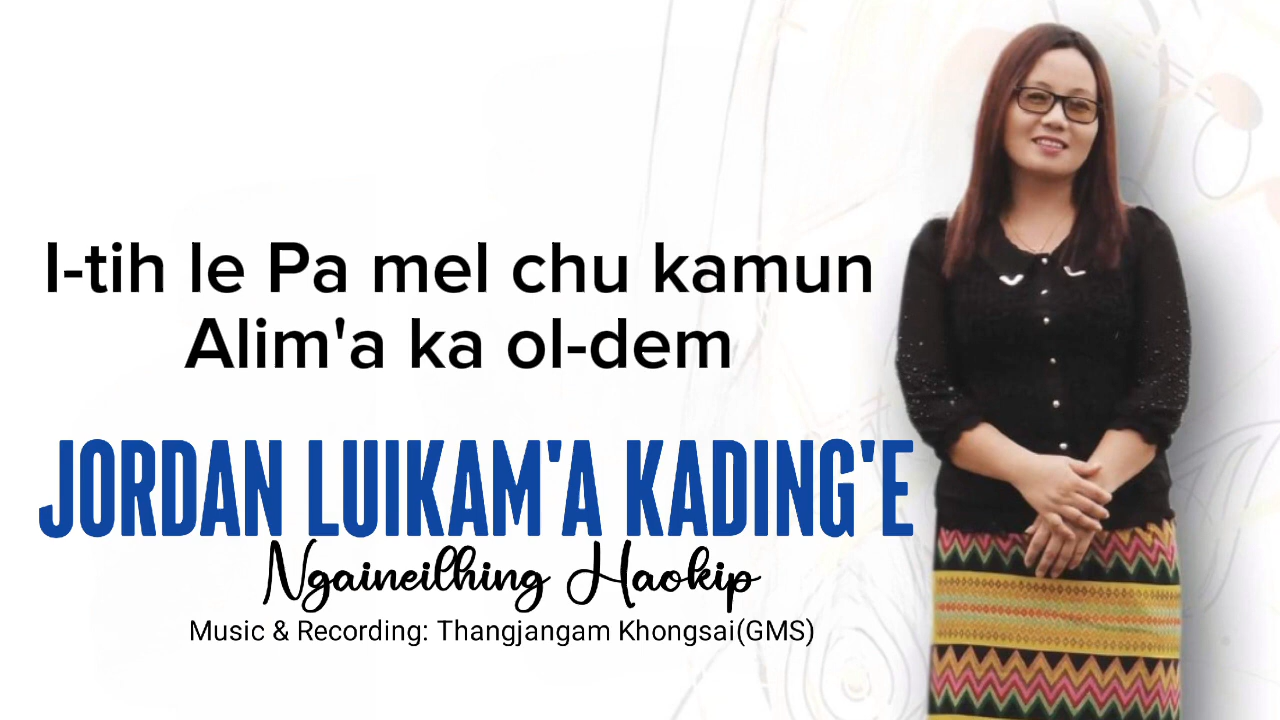 I-tih le Pa mel chu kamun
Alim'a ka ol-dem
JORDAN LUIKAM'A KADING'E
Ngaineilhing Haokip
Music & Recording: Thangjangam Khongsai(GMS)